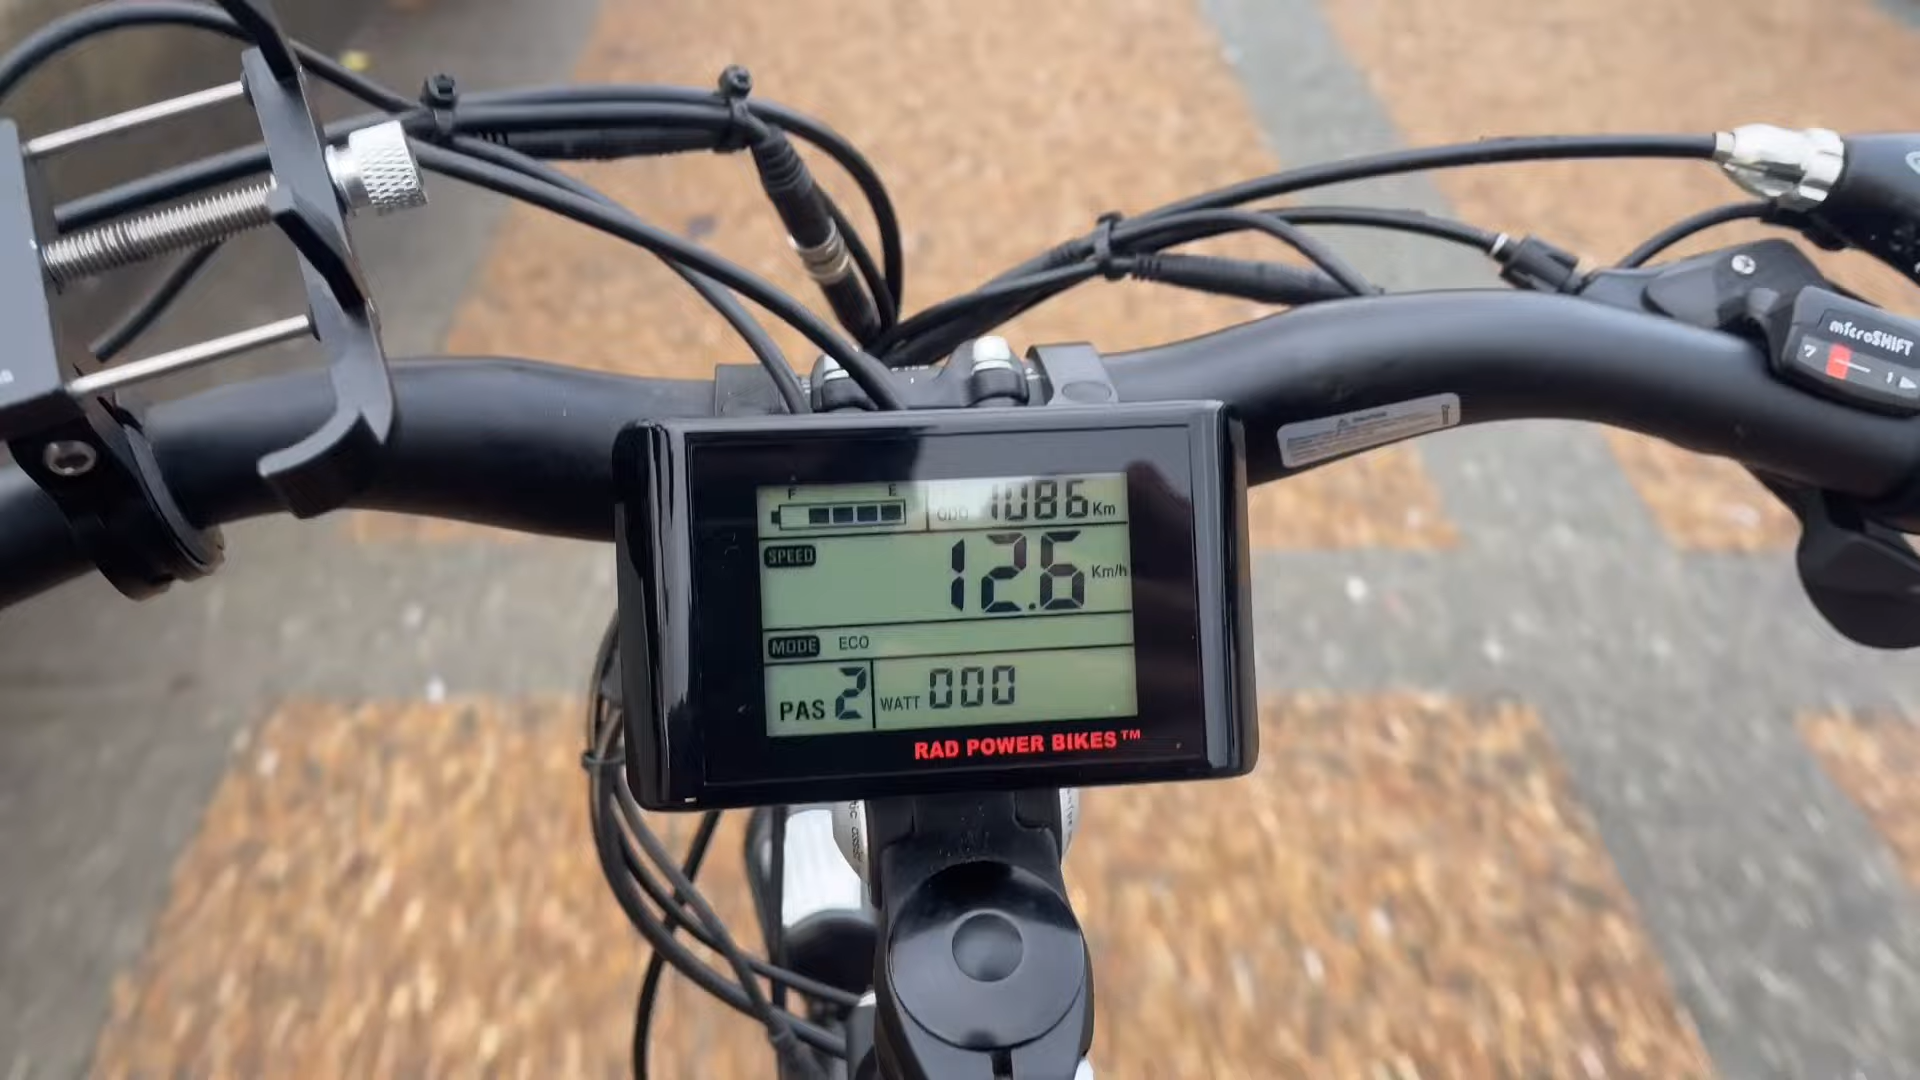 F E
ODO 1086 Km
SPEED 12.6 Km/h
MODE ECO
PAS 2 WATT 000
RAD POWER BIKES™
microSHIFT
7 1